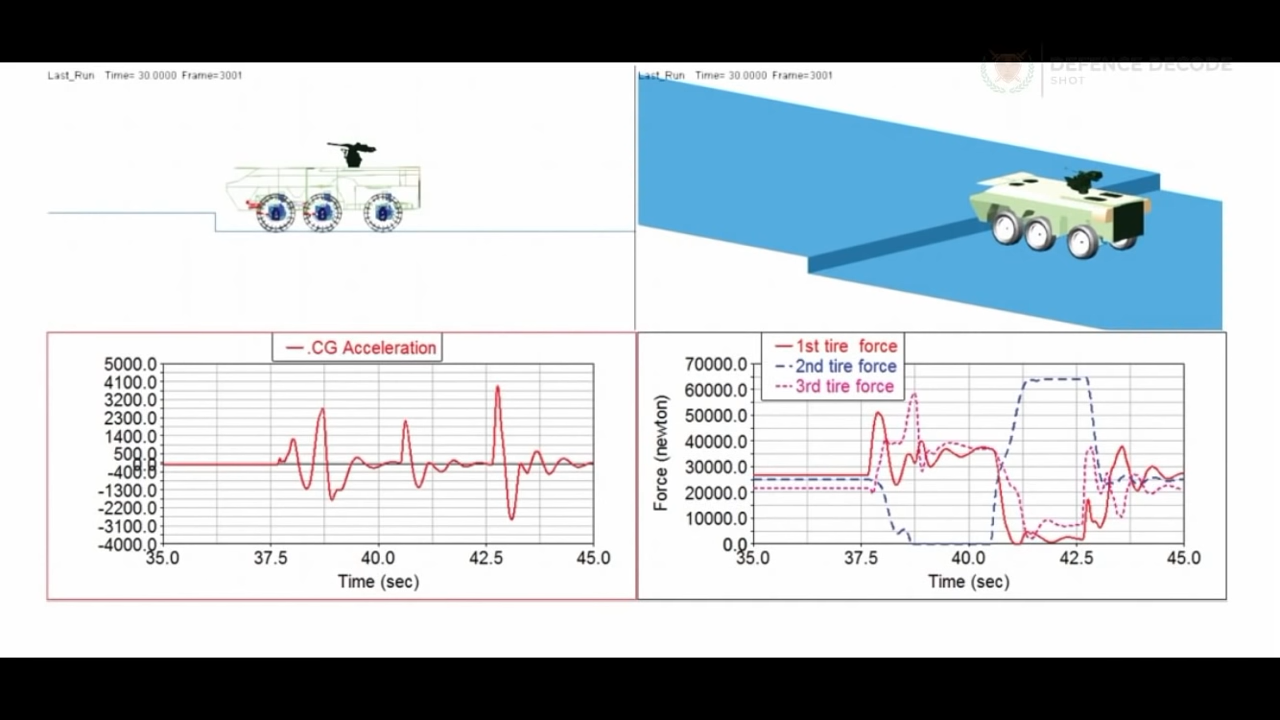 DEFENCE DECODE
SHOT
Last_Run Time= 30.0000 Frame=3001
Last_Run Time= 30.0000 Frame=3001
.CG Acceleration
5000.0
4100.0
3200.0
2300.0
1400.0
500.0
-400.0
-1300.0
-2200.0
-3100.0
-4000.0
35.0 37.5 40.0 42.5 45.0
Time (sec)
1st tire force
2nd tire force
3rd tire force
Force (newton)
70000.0
60000.0
50000.0
40000.0
30000.0
20000.0
10000.0
0.0
35.0 37.5 40.0 42.5 45.0
Time (sec)